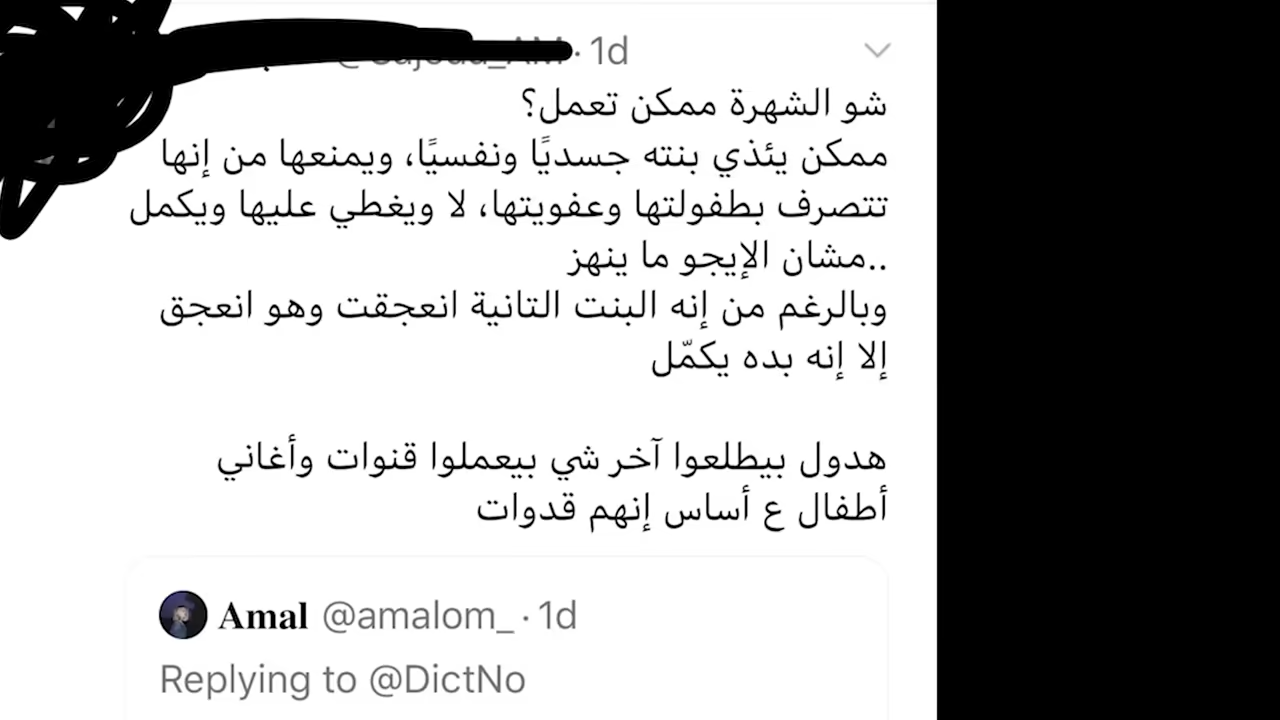 · 1d
شو الشهرة ممكن تعمل؟
ممكن يئذي بنته جسديًا ونفسيًا، ويمنعها من إنها
تتصرف بطفولتها وعفويتها، لا ويغطي عليها ويكمل
..مشان الإيجو ما ينهز
وبالرغم من إنه البنت التانية انعجقت وهو انعجق
إلا إنه بده يكمّل
هدول بيطلعوا آخر شي بيعملوا قنوات وأغاني
أطفال ع أساس إنهم قدوات
Amal @amalom_ · 1d
Replying to @DictNo